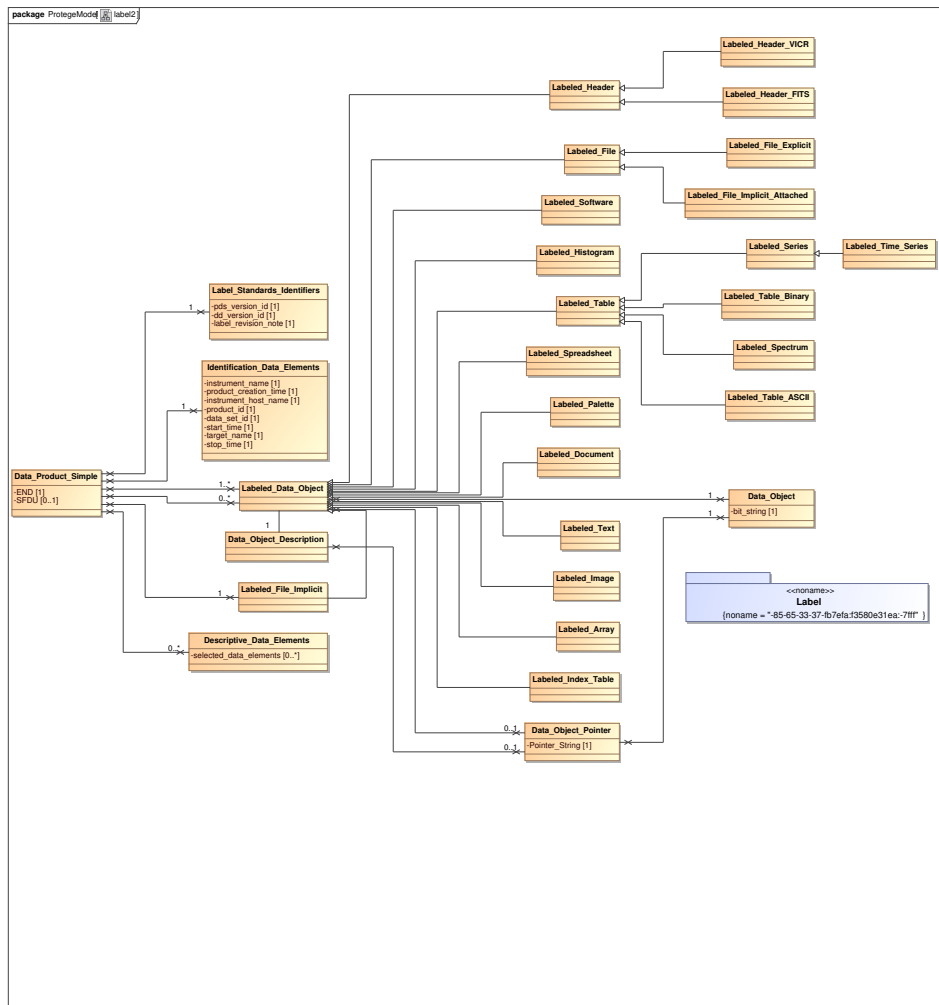 package ProtegeModel[ label2]
Labeled_Header_VICR
Labeled_Header
Labeled_Header_FITS
Labeled_File_Explicit
Labeled_File
Labeled_File_Implicit_Attached
Labeled_Software
Labeled_Series
Labeled_Time_Series
Labeled_Histogram
Label_Standards_Identifiers
-pds_version_id [1]
-dd_version_id [1]
-label_revision_note [1]
1
Labeled_Table
Labeled_Table_Binary
Labeled_Spectrum
Labeled_Spreadsheet
Identification_Data_Elements
-instrument_name [1]
-product_creation_time [1]
-instrument_host_name [1]
-product_id [1]
-data_set_id [1]
-start_time [1]
-target_name [1]
-stop_time [1]
1
Labeled_Table_ASCII
Labeled_Palette
Labeled_Document
Data_Product_Simple
-END [1]
-SFDU [0..1]
1..*
0..*
Labeled_Data_Object
1
1
Data_Object
-bit_string [1]
1
Data_Object_Description
Labeled_Text
Labeled_File_Implicit
1
Labeled_Image
<<noname>>
Label
{noname = "-85-65-33-37-fb7efa:f3580e31ea:-7fff" }
Descriptive_Data_Elements
-selected_data_elements [0..*]
0..*
Labeled_Array
Labeled_Index_Table
0..1
0..1
Data_Object_Pointer
-Pointer_String [1]